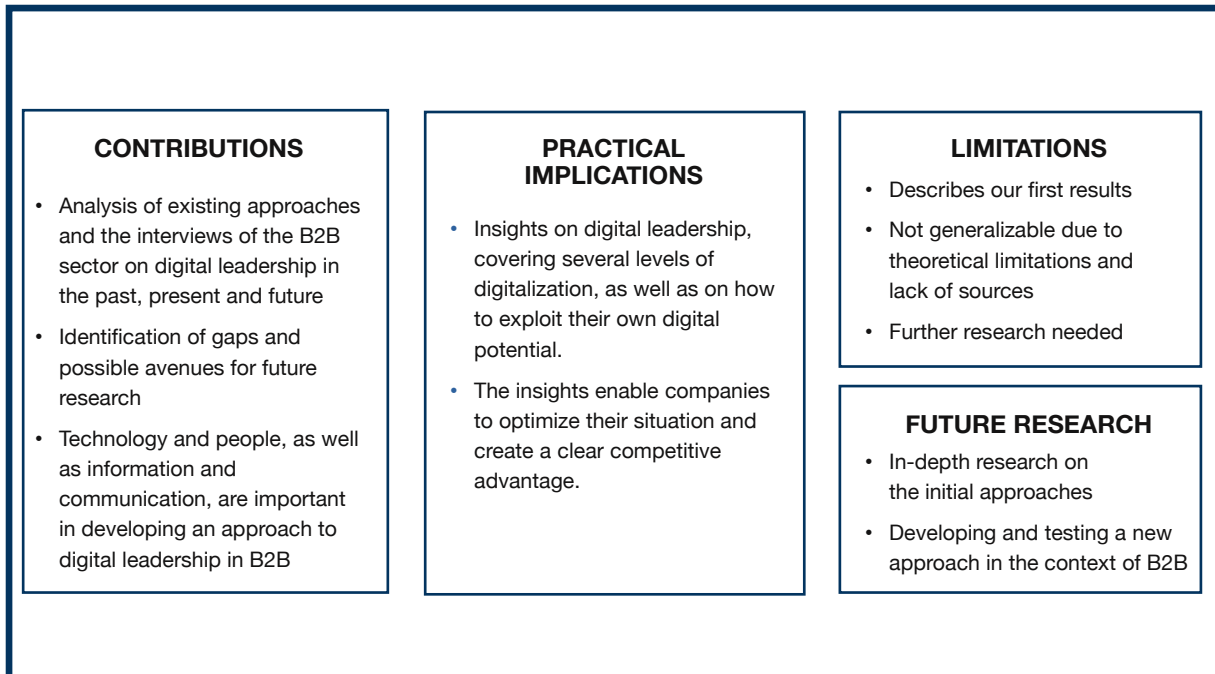 CONTRIBUTIONS
• Analysis of existing approaches
and the interviews of the B2B
sector on digital leadership in
the past, present and future
• Identification of gaps and
possible avenues for future
research
• Technology and people, as well
as information and
communication, are important
in developing an approach to
digital leadership in B2B
PRACTICAL
IMPLICATIONS
• Insights on digital leadership,
covering several levels of
digitalization, as well as on how
to exploit their own digital
potential.
• The insights enable companies
to optimize their situation and
create a clear competitive
advantage.
LIMITATIONS
• Describes our first results
• Not generalizable due to
theoretical limitations and
lack of sources
• Further research needed
FUTURE RESEARCH
• In-depth research on
the initial approaches
• Developing and testing a new
approach in the context of B2B